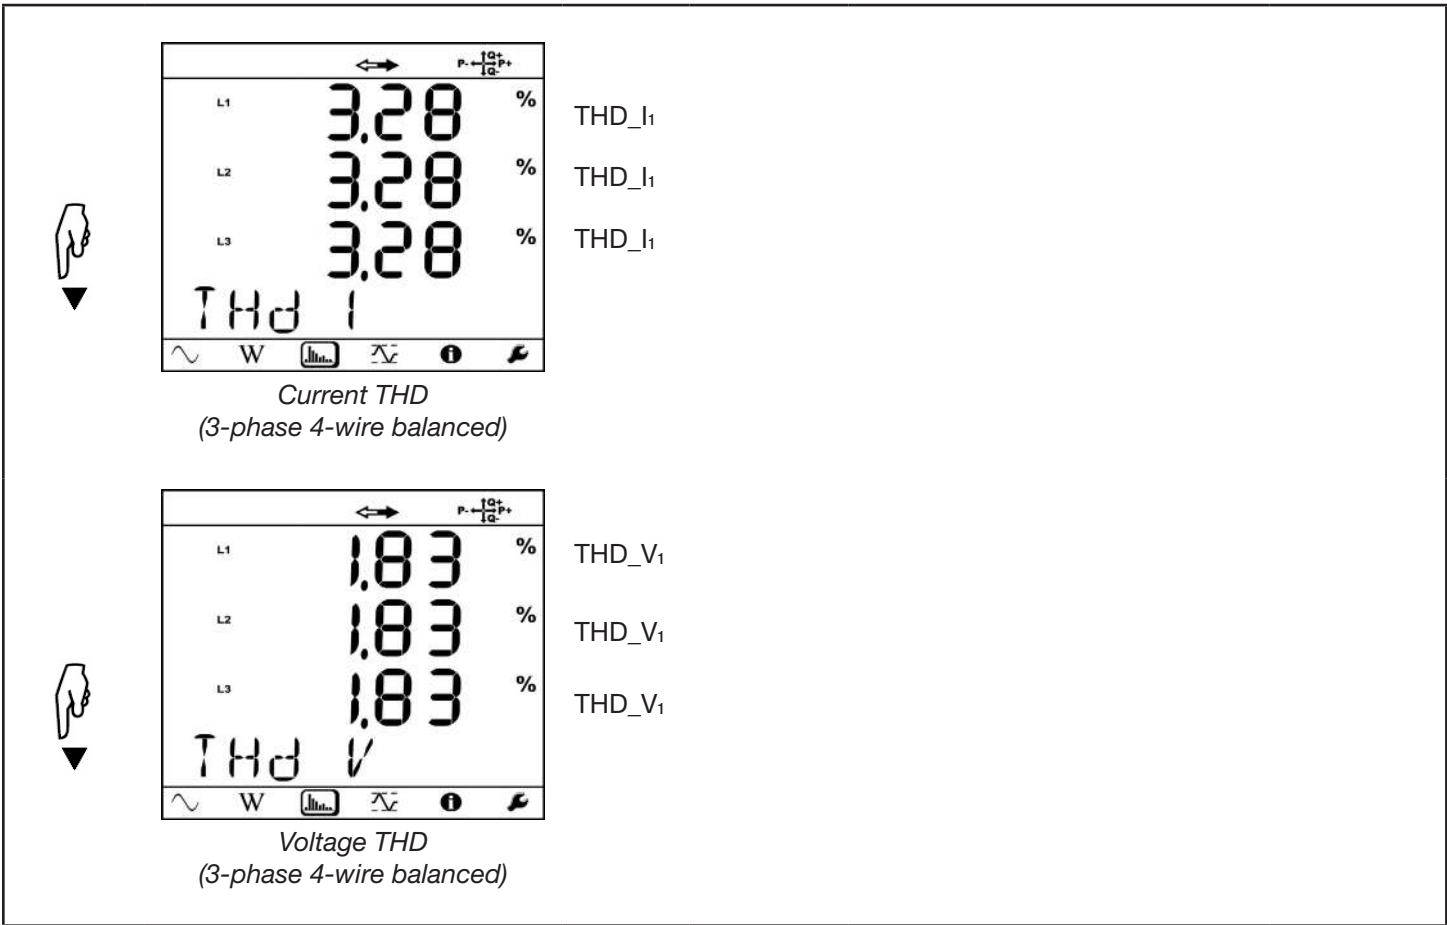 P- Q+ P+
Q-
L1 3.28 % THD_I₁
L2 3.28 % THD_I₁
L3 3.28 % THD_I₁
THd I
W
Current THD
(3-phase 4-wire balanced)
P- Q+ P+
Q-
L1 1.83 % THD_V₁
L2 1.83 % THD_V₁
L3 1.83 % THD_V₁
THd V
W
Voltage THD
(3-phase 4-wire balanced)